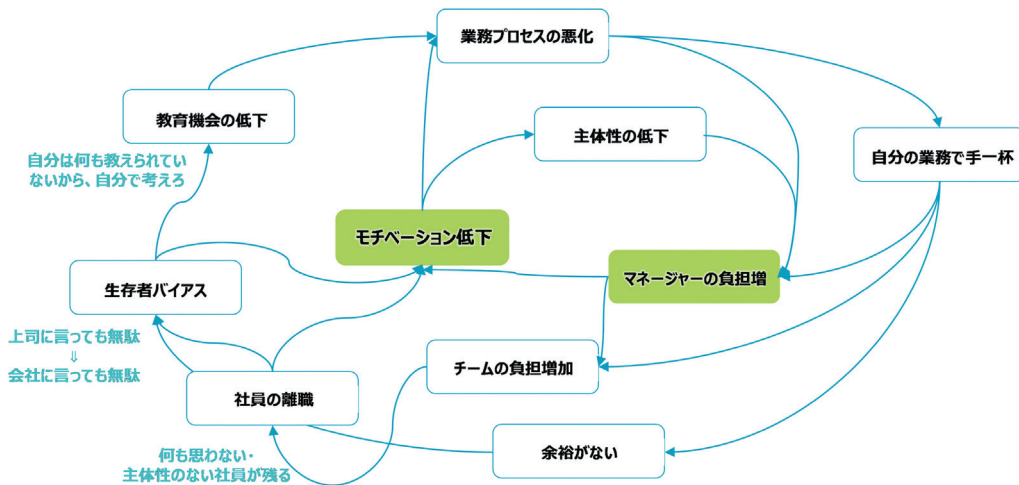 業務プロセスの悪化
教育機会の低下
主体性の低下
自分の業務で手一杯
自分は何も教えられてい
ないから、自分で考えろ
モチベーション低下
マネージャーの負担増
生存者バイアス
上司に言っても無駄
⇓
会社に言っても無駄
チームの負担増加
社員の離職
余裕がない
何も思わない・
主体性のない社員が残る